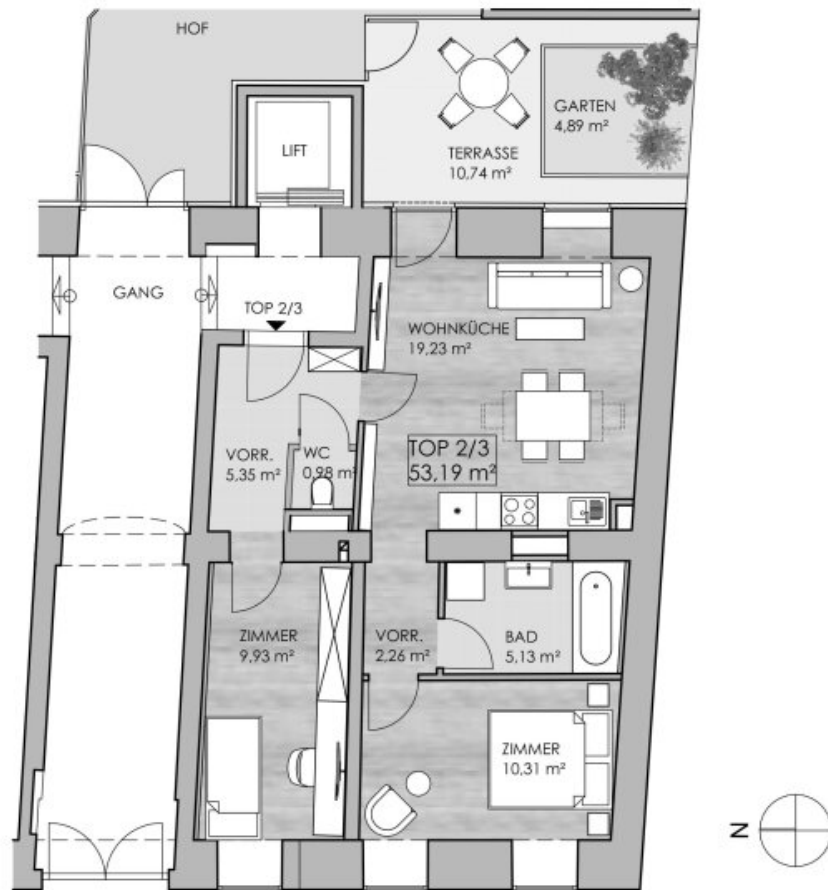 HOF
LIFT
GARTEN
4,89 m²
TERRASSE
10,74 m²
GANG
TOP 2/3
WOHNKÜCHE
19,23 m²
VORR.
5,35 m²
WC
0,98 m²
TOP 2/3
53,19 m²
ZIMMER
9,93 m²
VORR.
2,26 m²
BAD
5,13 m²
ZIMMER
10,31 m²
N